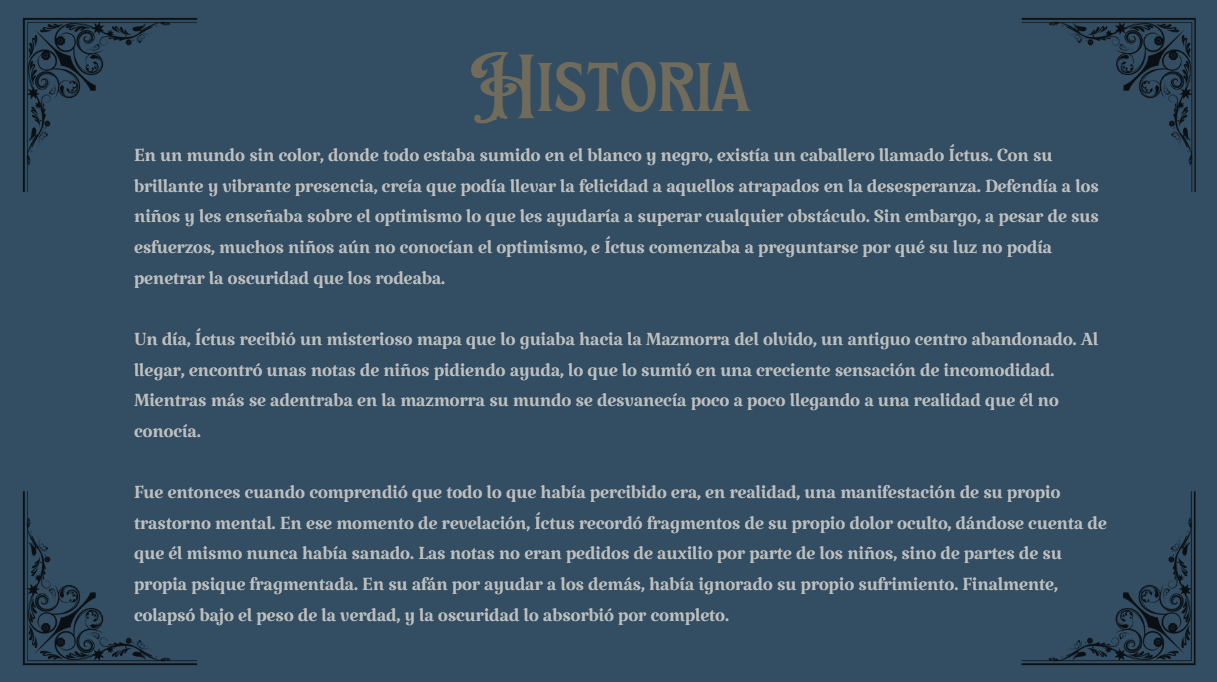 Historia
En un mundo sin color, donde todo estaba sumido en el blanco y negro, existía un caballero llamado Íctus. Con su
brillante y vibrante presencia, creía que podía llevar la felicidad a aquellos atrapados en la desesperanza. Defendía a los
niños y les enseñaba sobre el optimismo lo que les ayudaría a superar cualquier obstáculo. Sin embargo, a pesar de sus
esfuerzos, muchos niños aún no conocían el optimismo, e Íctus comenzaba a preguntarse por qué su luz no podía
penetrar la oscuridad que los rodeaba.
Un día, Íctus recibió un misterioso mapa que lo guiaba hacia la Mazmorra del olvido, un antiguo centro abandonado. Al
llegar, encontró unas notas de niños pidiendo ayuda, lo que lo sumió en una creciente sensación de incomodidad.
Mientras más se adentraba en la mazmorra su mundo se desvanecía poco a poco llegando a una realidad que él no
conocía.
Fue entonces cuando comprendió que todo lo que había percibido era, en realidad, una manifestación de su propio
trastorno mental. En ese momento de revelación, Íctus recordó fragmentos de su propio dolor oculto, dándose cuenta de
que él mismo nunca había sanado. Las notas no eran pedidos de auxilio por parte de los niños, sino de partes de su
propia psique fragmentada. En su afán por ayudar a los demás, había ignorado su propio sufrimiento. Finalmente,
colapsó bajo el peso de la verdad, y la oscuridad lo absorbió por completo.